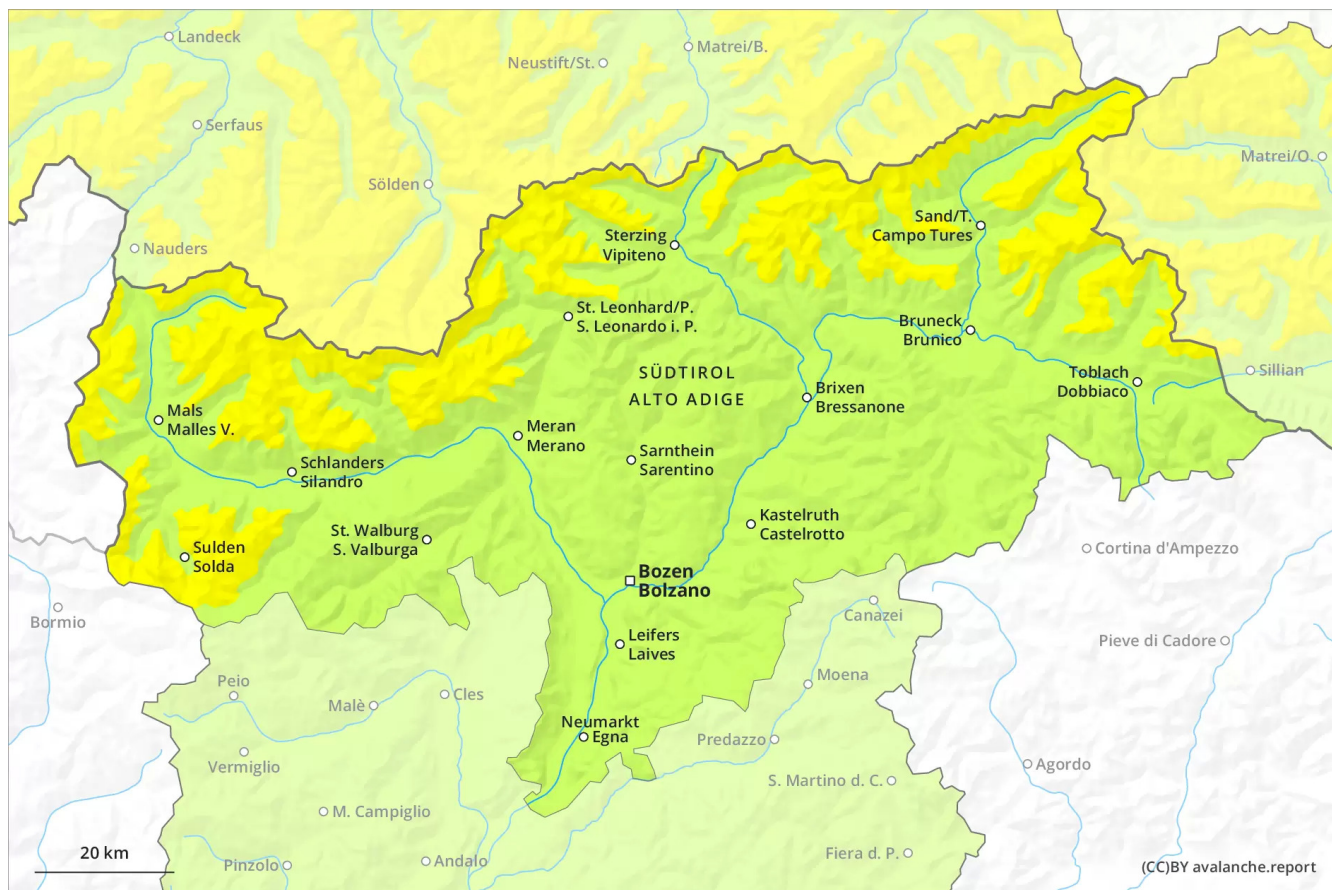 Landeck
Matrei/B.
Neustift/St.
Serfaus
Matrei/O.
Sölden
Sand/T.
Campo Tures
Sterzing
Vipiteno
Nauders
St. Leonhard/P.
S. Leonardo i. P.
Bruneck
Brunico
SÜDTIROL
ALTO ADIGE
Toblach
Dobbiaco
Sillian
Brixen
Bressanone
Mals
Malles V.
Meran
Merano
Sarnthein
Sarentino
Schlanders
Silandro
Kastelruth
Castelrotto
St. Walburg
S. Valburga
Sulden
Solda
Cortina d'Ampezzo
Bozen
Bolzano
Bormio
Canazei
Leifers
Laives
Pieve di Cadore
Peio
Moena
Malè
Cles
Neumarkt
Egna
Predazzo
Vermiglio
Agordo
S. Martino d. C.
M. Campiglio
20 km
Pinzolo
Andalo
Fiera d. P.
(CC)BY avalanche.report